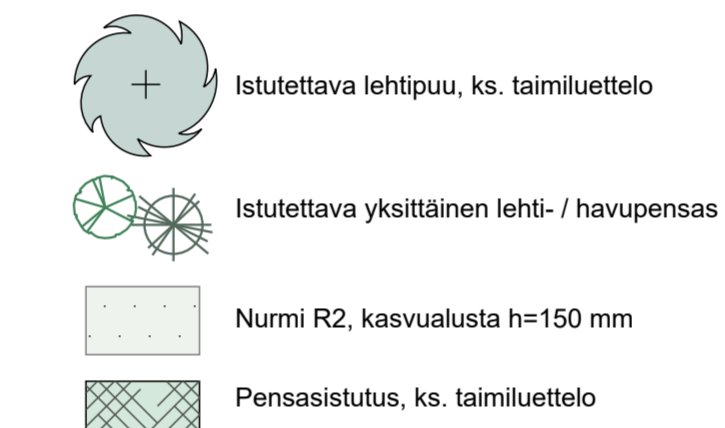 Istutettava lehtipuu, ks. taimiluettelo
Istutettava yksittäinen lehti- / havupensas
Nurmi R2, kasvualusta h=150 mm
Pensasistutus, ks. taimiluettelo